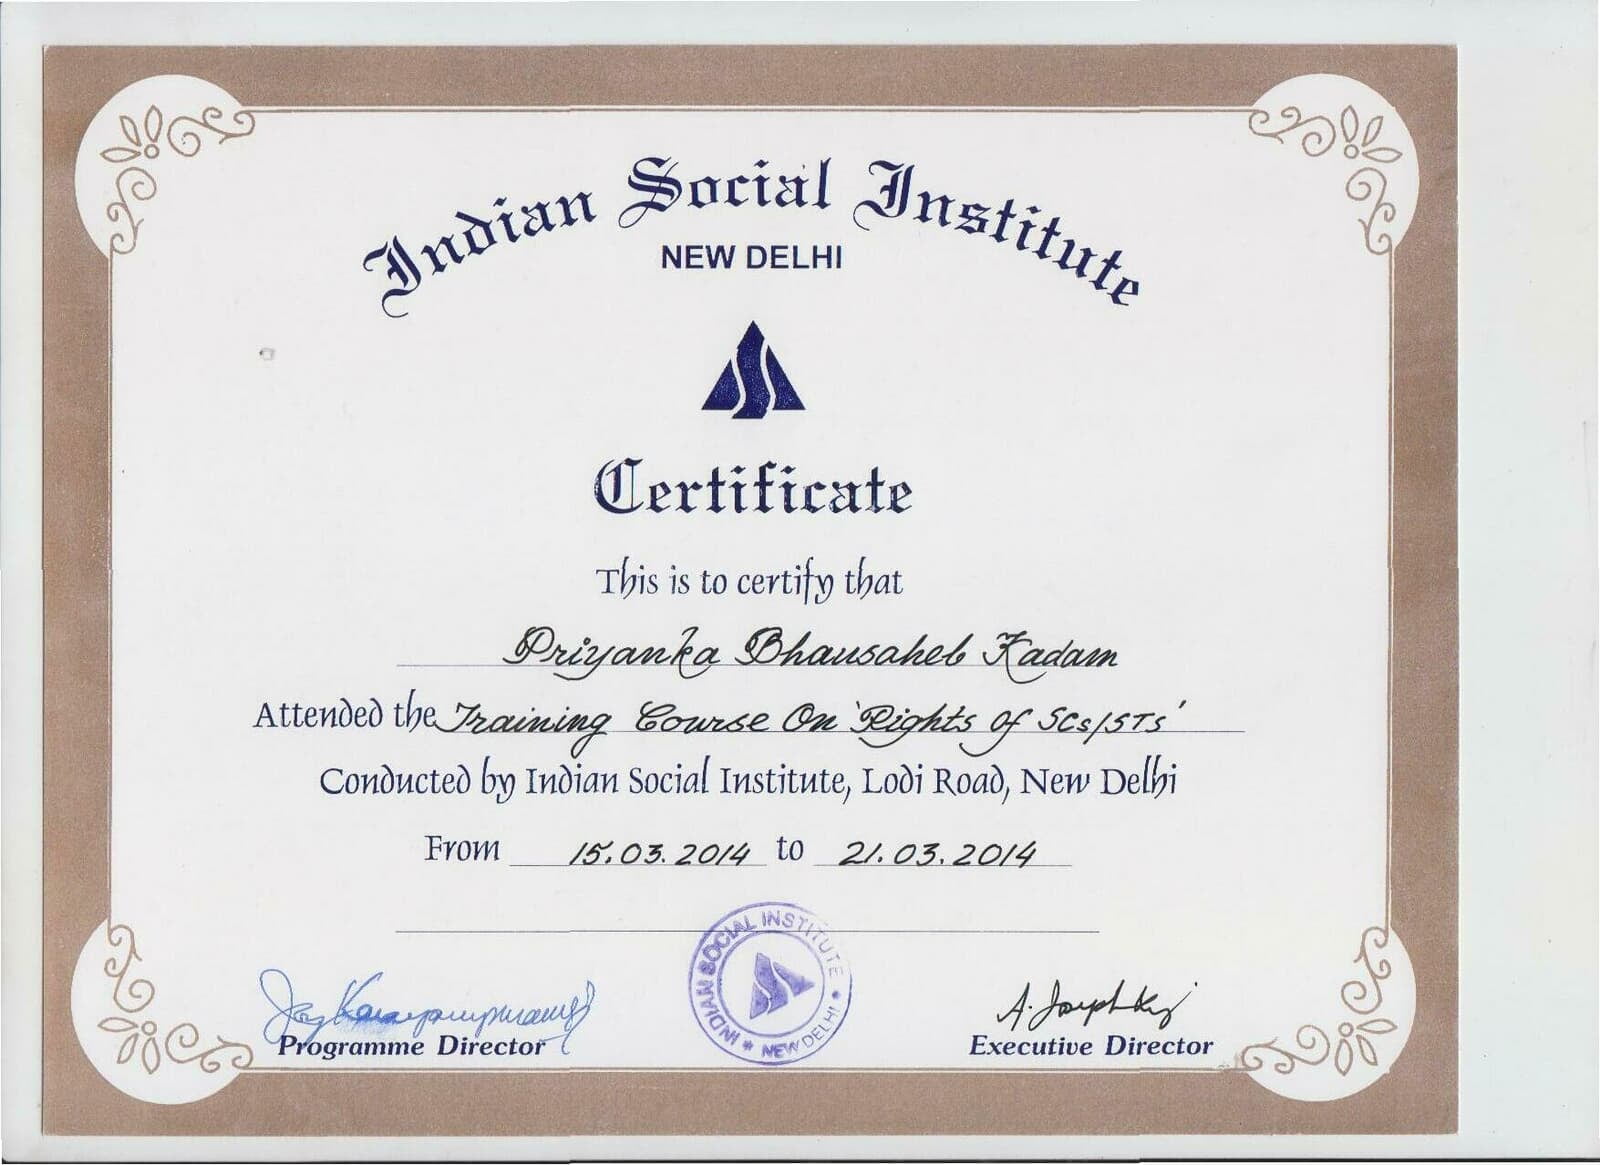 Indian Social Institute
NEW DELHI
Certificate
This is to certify that
Priyanka Bhausaheb Kadam
Attended the Training Course On 'Rights of SCs/STs'
Conducted by Indian Social Institute, Lodi Road, New Delhi
From 15.03.2014 to 21.03.2014
INDIAN SOCIAL INSTITUTE
* NEW DELHI *
Programme Director
A. Joseph
Executive Director